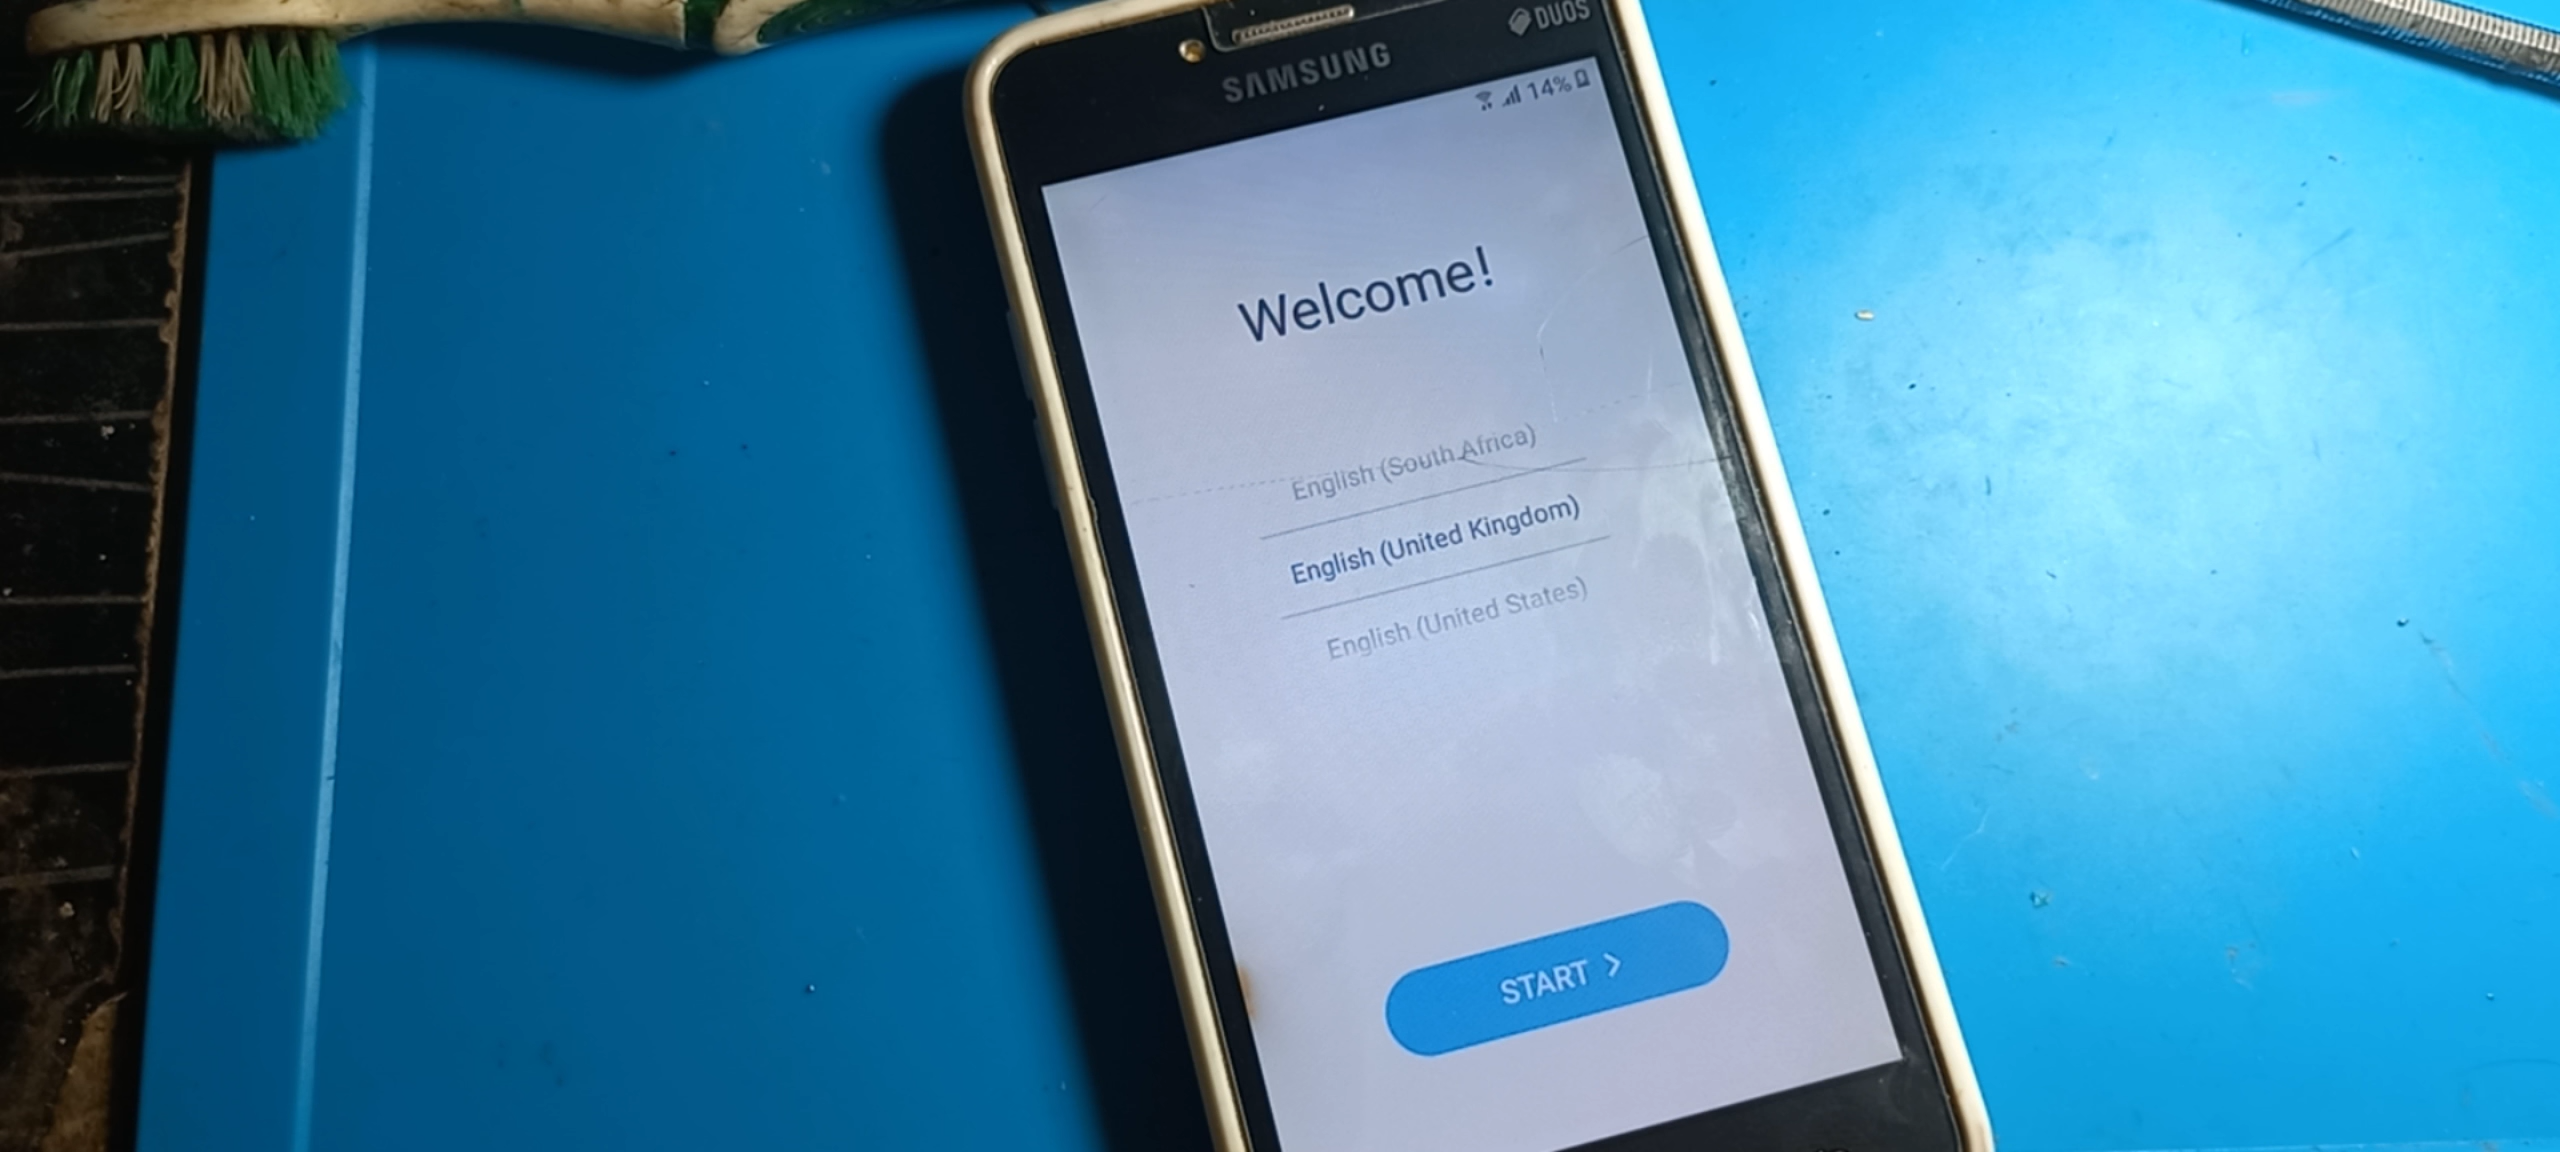 DUOS
SAMSUNG
14%
Welcome!
English (South Africa)
English (United Kingdom)
English (United States)
START >